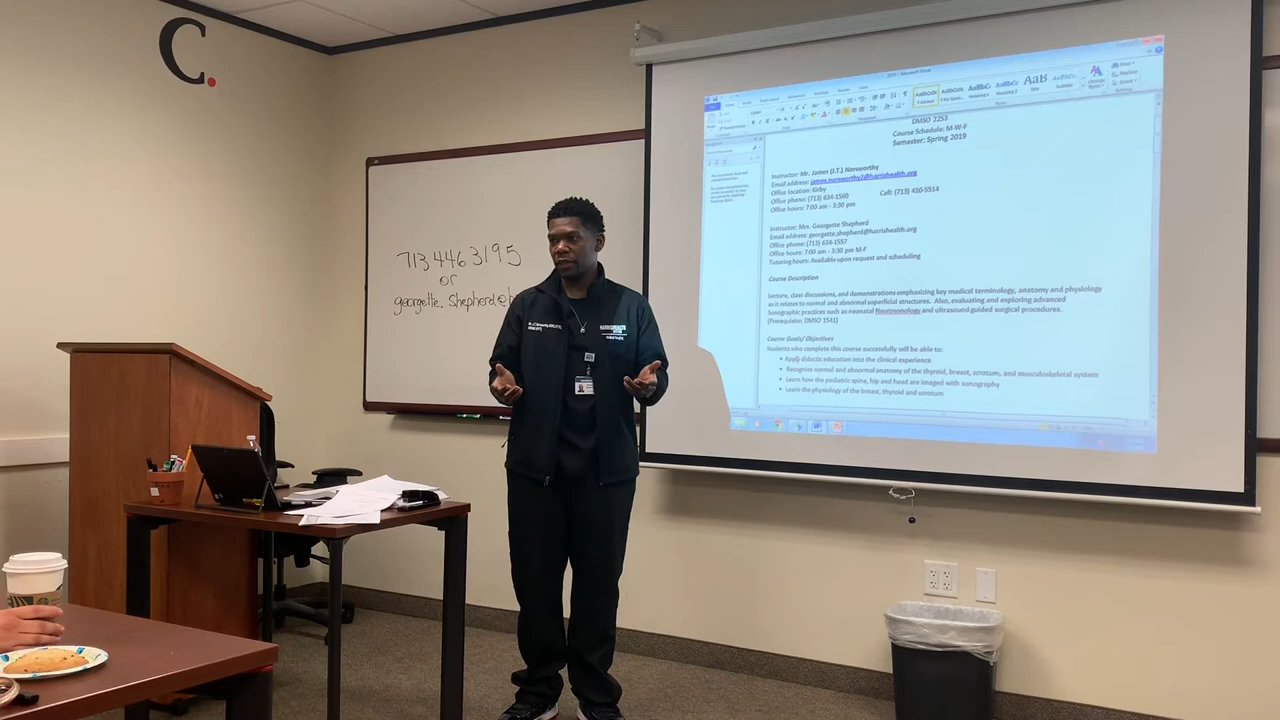 C.
7134463195
or
georgette. Shepherd@h
DMSO 2253
Course Schedule: M-W-F
Semester: Spring 2019
Instructor: Mr. James (J.T.) Norsworthy
Email address: james.norsworthy2@harrishealth.org
Office location: Kirby
Office phone: (713) 634-1560 Cell: (713) 410-5514
Office hours: 7:00 am - 3:30 pm
Instructor: Mrs. Georgette Shepherd
Email address: georgette.shepherd@harrishealth.org
Office phone: (713) 634-1557
Office hours: 7:00 am - 3:30 pm M-F
Tutoring hours: Available upon request and scheduling
Course Description
Lecture, class discussions, and demonstrations emphasizing key medical terminology, anatomy and physiology
as it relates to normal and abnormal superficial structures. Also, evaluating and exploring advanced
Sonographic practices such as neonatal Neurosonology and ultrasound guided surgical procedures.
(Prerequisite: DMSO 1541)
Course Goals/ Objectives
Students who complete this course successfully will be able to:
Apply didactic education into the clinical experience
Recognize normal and abnormal anatomy of the thyroid, breast, scrotum, and musculoskeletal system
Learn how the pediatric spine, hip and head are imaged with sonography
Learn the physiology of the breast, thyroid and scrotum